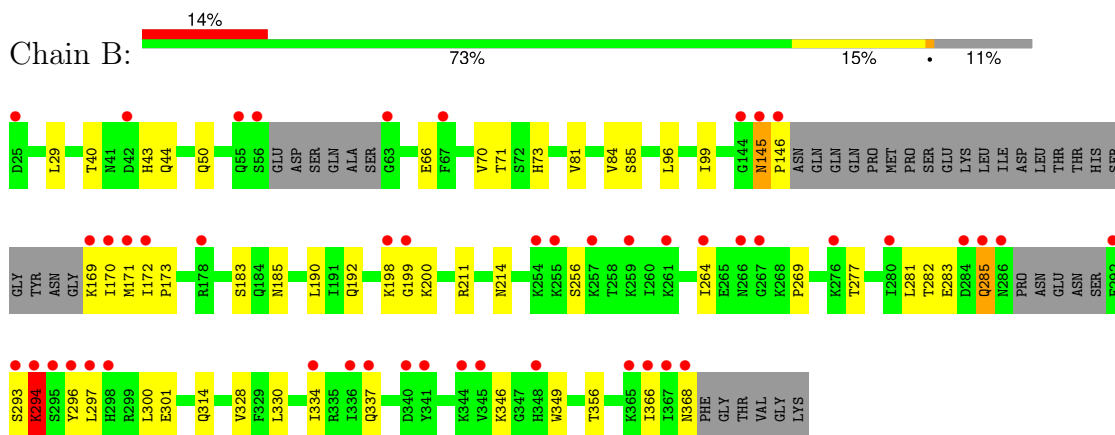 14%
Chain B:
73% 15% • 11%
D25 L29 T40 N41 D42 H43 Q44 Q50 Q55 S56 GLU ASP SER GLN ALA SER G63 E66 F67 V70 T71 S72 H73 V81 V84 S85 L96 I99 G144 N145 P146 ASN GLN GLN GLN PRO MET PRO SER GLU LYS LEU ILE ASP LEU THR THR HIS SER
GLY TYR ASN GLY K169 I170 M171 I172 P173 R178 S183 Q184 N185 L190 I191 Q192 K198 G199 K200 R211 N214 K254 K255 S256 K257 T258 K259 I260 K261 I264 E265 N266 G267 K268 P269 K276 T277 I280 L281 T282 E283 D284 Q285 N286 PRO ASN GLU ASN SER
S293 K294 S295 Y296 L297 H298 R299 L300 E301 Q314 V328 F329 L330 I334 R335 I336 Q337 D340 Y341 K344 V345 K346 G347 H348 W349 T356 K365 I366 I367 N368 PHE GLY THR VAL GLY LYS